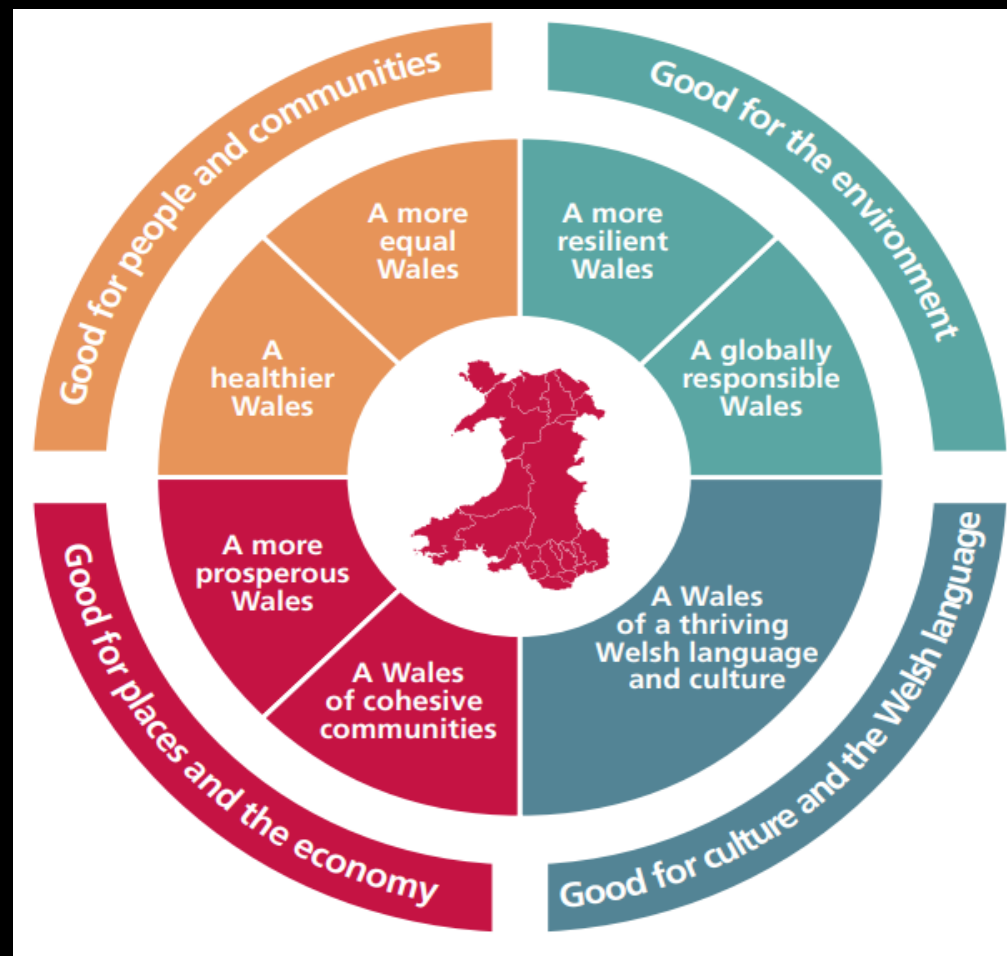 Good for people and communities
Good for the environment
A more
equal
Wales
A more
resilient
Wales
A
healthier
Wales
A globally
responsible
Wales
A more
prosperous
Wales
A Wales
of cohesive
communities
A Wales
of a thriving
Welsh language
and culture
Good for places and the economy
Good for culture and the Welsh language